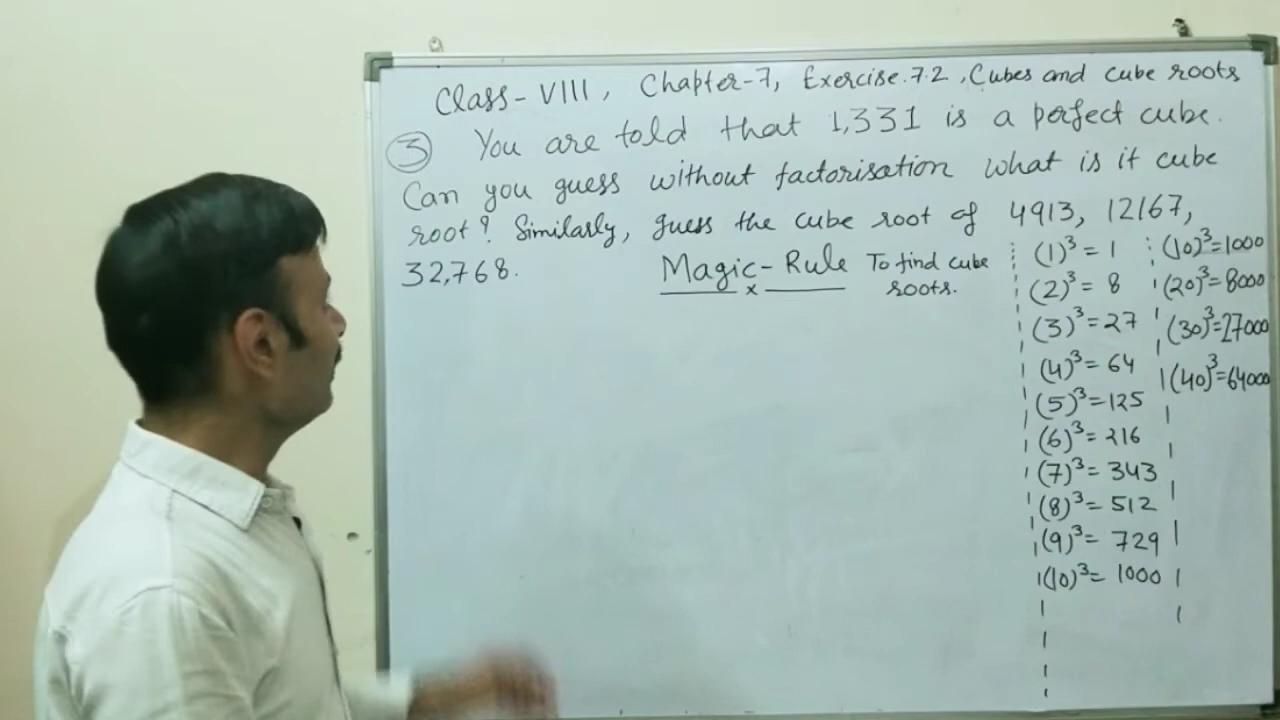 Class-VIII, Chapter-7, Exercise.7.2, Cubes and cube roots
③ You are told that 1,331 is a perfect cube.
Can you guess without factorisation what is it cube
root? Similarly, guess the cube root of 4913, 12167,
32,768.
Magic-Rule To find cube
x roots.
(1)³ = 1
(2)³ = 8
(3)³ = 27
(4)³ = 64
(5)³ = 125
(6)³ = 216
(7)³ = 343
(8)³ = 512
(9)³ = 729
(10)³ = 1000
(10)³=1000
(20)³=8000
(30)³=27000
(40)³=64000